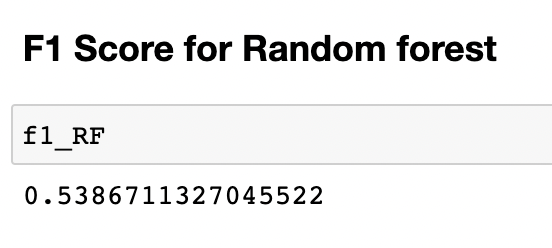 F1 Score for Random forest
f1_RF
0.5386711327045522